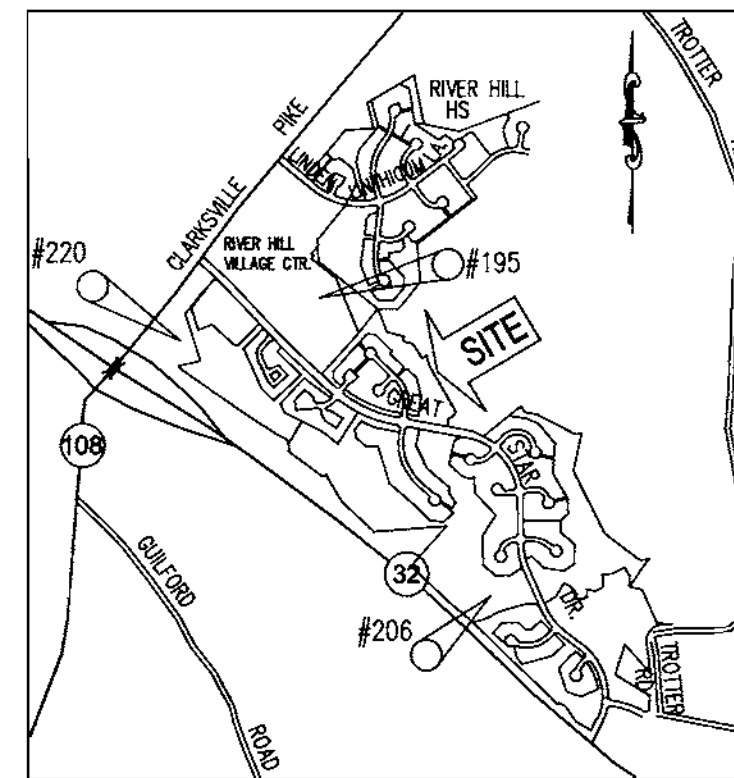 TROTTER
RIVER HILL
HS
PIKE
LINDEN
LINTHICUM
LA.
CLARKSVILLE
RIVER HILL
VILLAGE CTR.
#220
#195
SITE
GREAT
STAR
108
GUILFORD
32
DR.
#206
RD.
TROTTER
ROAD